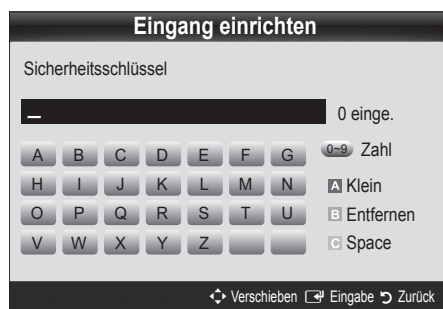 Eingang einrichten
Sicherheitsschlüssel
_ 0 einge.
A B C D E F G 0~9 Zahl
H I J K L M N A Klein
O P Q R S T U B Entfernen
V W X Y Z C Space
Verschieben Eingabe Zurück